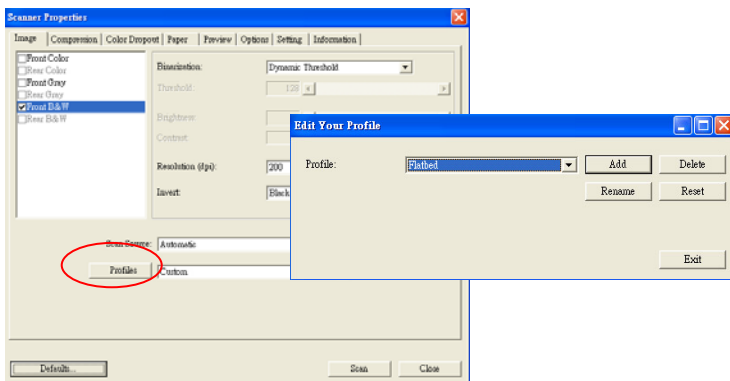 Scanner Properties
Image Compression Color Dropout Paper Preview Options Setting Information
Front Color
Rear Color
Front Gray
Rear Gray
Front B&W
Rear B&W
Binarization: Dynamic Threshold
Threshold: 128
Brightness:
Contrast:
Resolution (dpi): 200
Invert: Black
Scan Source: Automatic
Profiles Custom
Defaults... Scan Close
Edit Your Profile
Profile: Flatbed Add Delete
Rename Reset
Exit